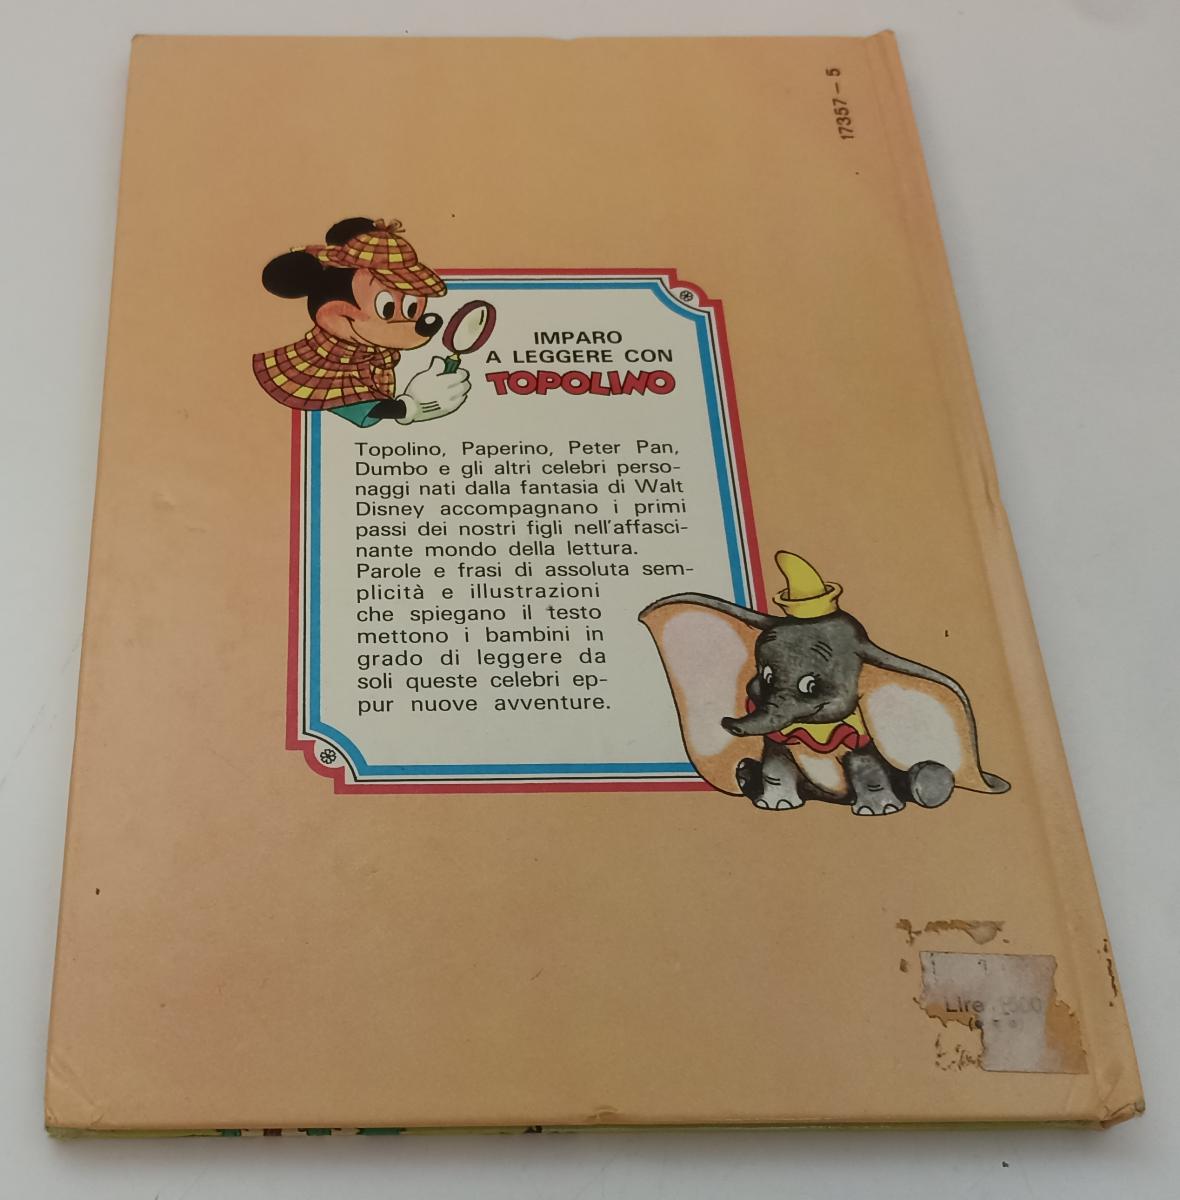 17357 - 5
IMPARO
A LEGGERE CON
TOPOLINO
Topolino, Paperino, Peter Pan,
Dumbo e gli altri celebri perso-
naggi nati dalla fantasia di Walt
Disney accompagnano i primi
passi dei nostri figli nell'affasci-
nante mondo della lettura.
Parole e frasi di assoluta sem-
plicità e illustrazioni
che spiegano il testo
mettono i bambini in
grado di leggere da
soli queste celebri ep-
pur nuove avventure.
Lire